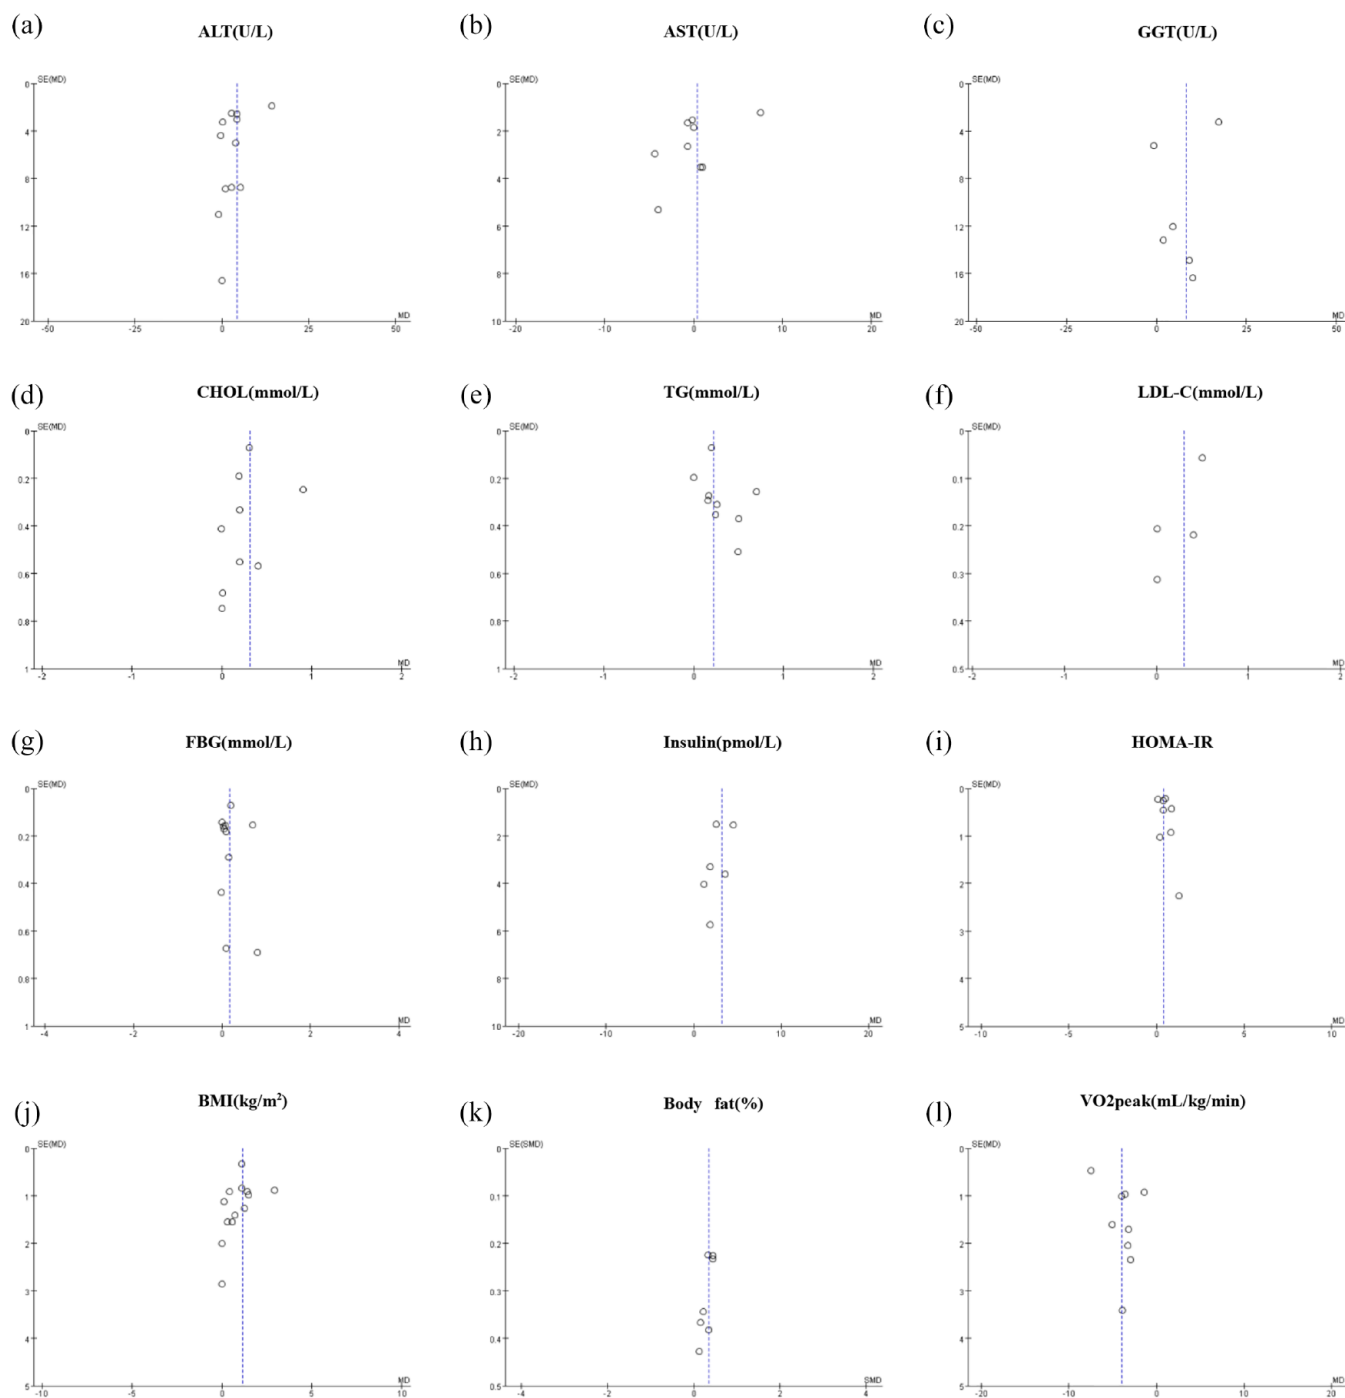 (a) ALT(U/L)
SE(MD)
0
4
8
12
16
20
-50 -25 0 25 50
MD
(b) AST(U/L)
SE(MD)
0
2
4
6
8
10
-20 -10 0 10 20
MD
(c) GGT(U/L)
SE(MD)
0
4
8
12
16
20
-50 -25 0 25 50
MD
(d) CHOL(mmol/L)
SE(MD)
0
0.2
0.4
0.6
0.8
1
-2 -1 0 1 2
MD
(e) TG(mmol/L)
SE(MD)
0
0.2
0.4
0.6
0.8
1
-2 -1 0 1 2
MD
(f) LDL-C(mmol/L)
SE(MD)
0
0.1
0.2
0.3
0.4
0.5
-2 -1 0 1 2
MD
(g) FBG(mmol/L)
SE(MD)
0
0.2
0.4
0.6
0.8
1
-4 -2 0 2 4
MD
(h) Insulin(pmol/L)
SE(MD)
0
2
4
6
8
10
-20 -10 0 10 20
MD
(i) HOMA-IR
SE(MD)
0
1
2
3
4
5
-10 -5 0 5 10
MD
(j) BMI(kg/m²)
SE(MD)
0
1
2
3
4
5
-10 -5 0 5 10
MD
(k) Body fat(%)
SE(SMD)
0
0.1
0.2
0.3
0.4
0.5
-4 -2 0 2 4
SMD
(l) VO2peak(mL/kg/min)
SE(MD)
0
1
2
3
4
5
-20 -10 0 10
MD